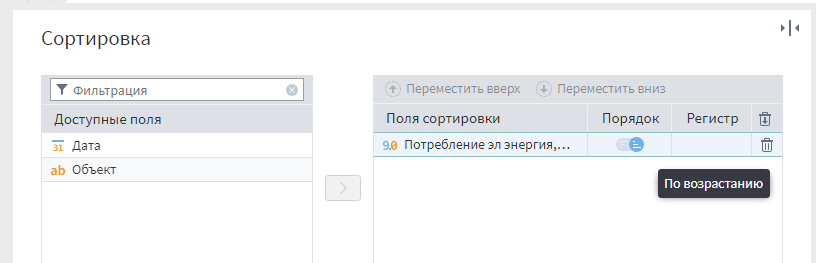 Сортировка
Фильтрация
Доступные поля
31 Дата
ab Объект
Переместить вверх Переместить вниз
Поля сортировки Порядок Регистр
9.0 Потребление эл энергия,...
По возрастанию